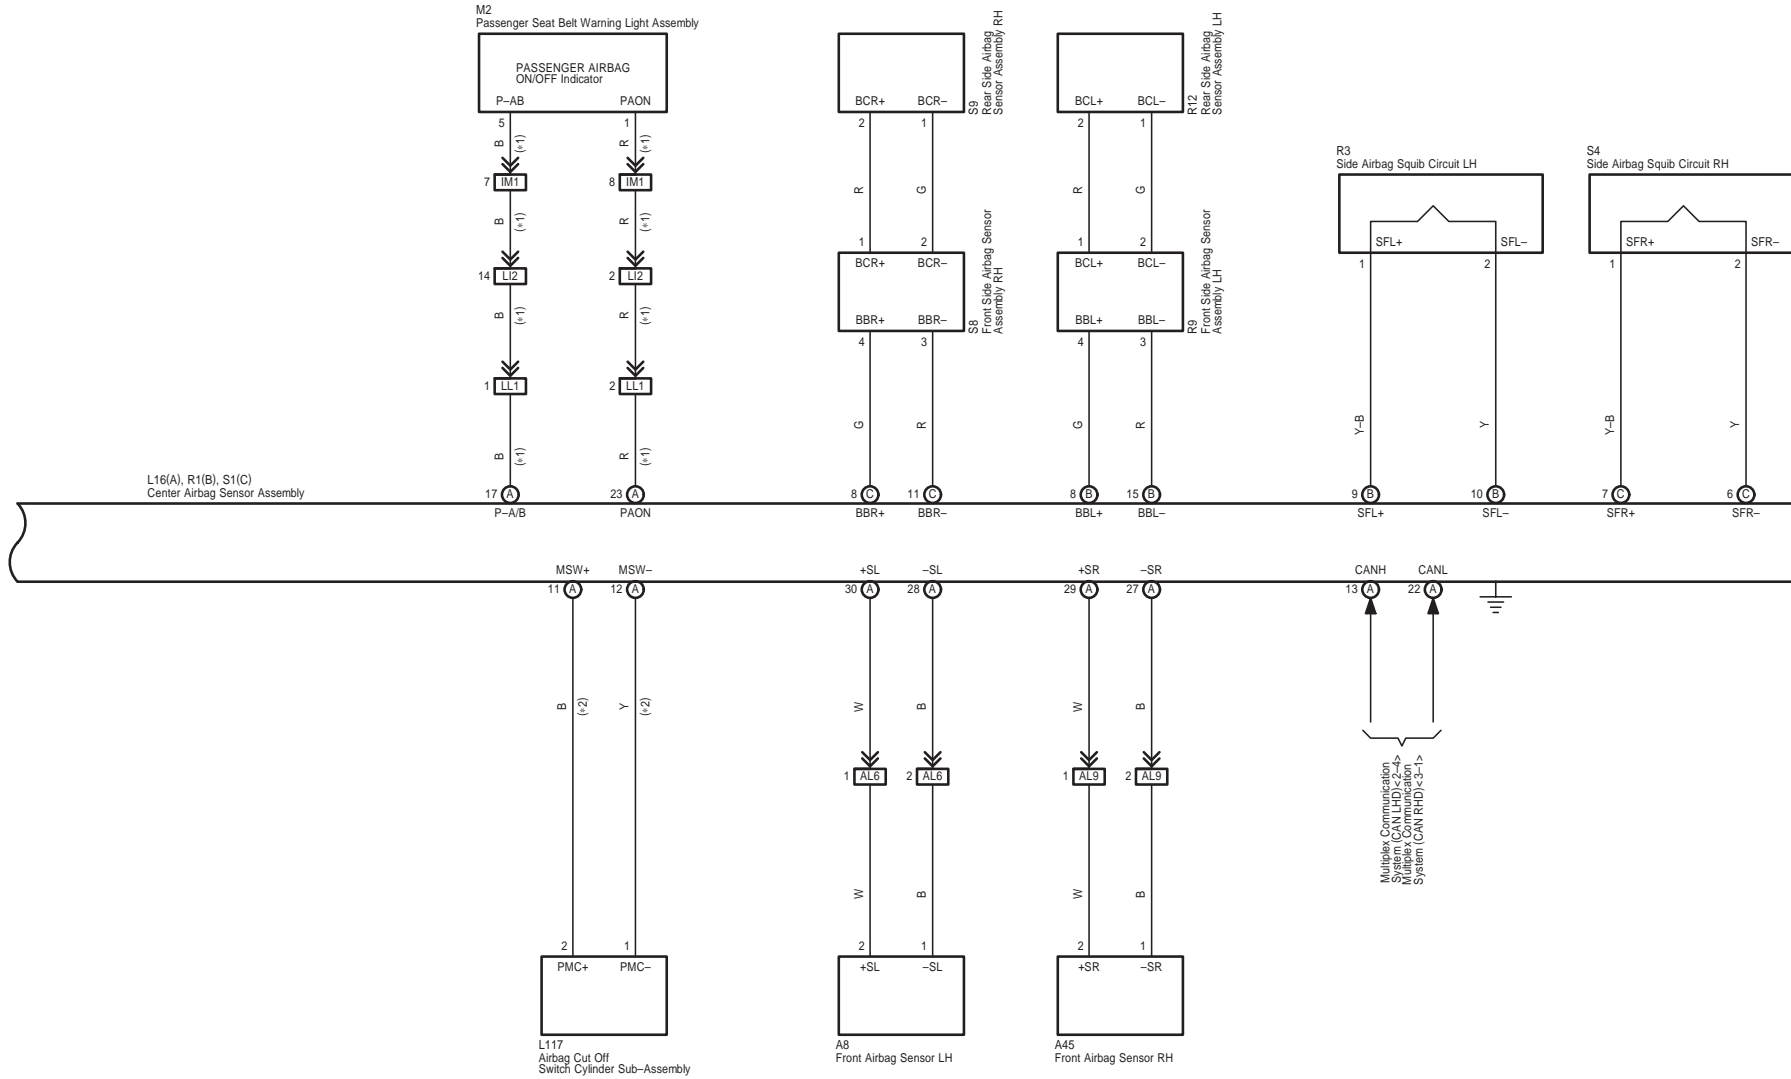 M2
Passenger Seat Belt Warning Light Assembly
PASSENGER AIRBAG
ON/OFF Indicator
P–AB PAON
5 1
B (*1) R (*1)
7 IM1 8 IM1
B (*1) R (*1)
14 LI2 2 LI2
B (*1) R (*1)
1 LL1 2 LL1
B (*1) R (*1)
17 A 23 A
P–A/B PAON
BCR+ BCR–
S9
Rear Side Airbag
Sensor Assembly RH
2 1
R G
1 2
BCR+ BCR–
BBR+ BBR–
S8
Front Side Airbag Sensor
Assembly RH
4 3
G R
8 C 11 C
BBR+ BBR–
BCL+ BCL–
R12
Rear Side Airbag
Sensor Assembly LH
2 1
R G
1 2
BCL+ BCL–
BBL+ BBL–
R9
Front Side Airbag Sensor
Assembly LH
4 3
G R
8 B 15 B
BBL+ BBL–
R3
Side Airbag Squib Circuit LH
SFL+ SFL–
1 2
Y–B Y
9 B 10 B
SFL+ SFL–
S4
Side Airbag Squib Circuit RH
SFR+ SFR–
1 2
Y–B Y
7 C 6 C
SFR+ SFR–
L16(A), R1(B), S1(C)
Center Airbag Sensor Assembly
MSW+ MSW–
11 A 12 A
B (*2) Y (*2)
2 1
PMC+ PMC–
L117
Airbag Cut Off
Switch Cylinder Sub–Assembly
+SL –SL
30 A 28 A
W B
1 AL6 2 AL6
W B
2 1
+SL –SL
A8
Front Airbag Sensor LH
+SR –SR
29 A 27 A
W B
1 AL9 2 AL9
W B
2 1
+SR –SR
A45
Front Airbag Sensor RH
CANH CANL
13 A 22 A
Multiplex Communication
System (CAN LHD)<2–4>
Multiplex Communication
System (CAN RHD)<3–1>